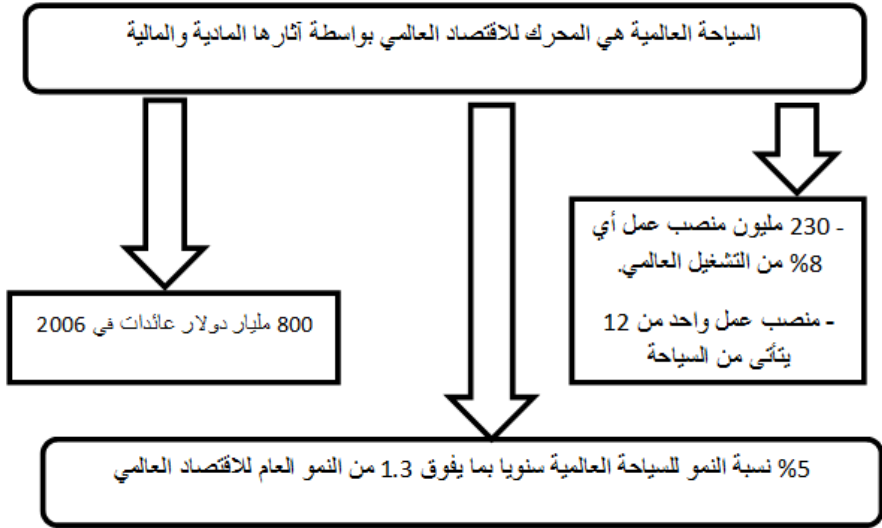 السياحة العالمية هي المحرك للاقتصاد العالمي بواسطة آثارها المادية والمالية
- 230 مليون منصب عمل أي
8% من التشغيل العالمي.
- منصب عمل واحد من 12
يتأتى من السياحة
800 مليار دولار عائدات في 2006
5% نسبة النمو للسياحة العالمية سنويا بما يفوق 1.3 من النمو العام للاقتصاد العالمي